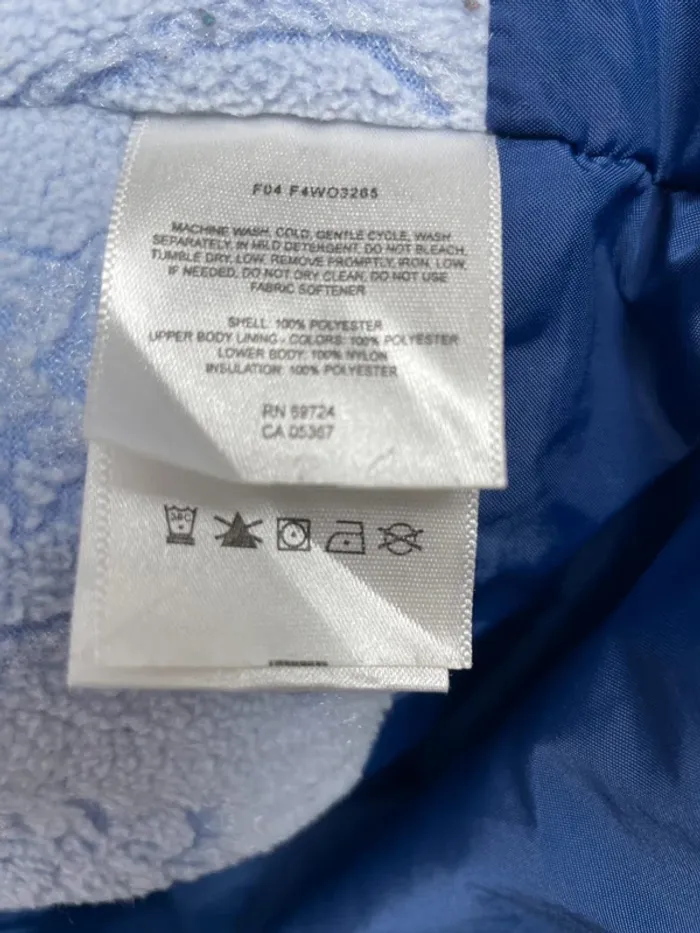 F04 F4WO3265
MACHINE WASH, COLD, GENTLE CYCLE, WASH
SEPARATELY, IN MILD DETERGENT, DO NOT BLEACH,
TUMBLE DRY, LOW, REMOVE PROMPTLY, IRON, LOW,
IF NEEDED, DO NOT DRY CLEAN, DO NOT USE
FABRIC SOFTENER
SHELL: 100% POLYESTER
UPPER BODY LINING - COLORS: 100% POLYESTER
LOWER BODY: 100% NYLON
INSULATION: 100% POLYESTER
RN 69724
CA 05367